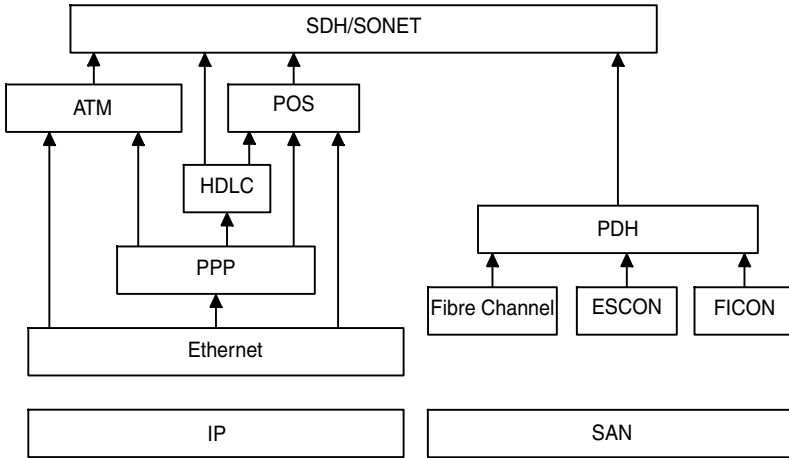 SDH/SONET
ATM
POS
HDLC
PDH
PPP
Fibre Channel
ESCON
FICON
Ethernet
IP
SAN